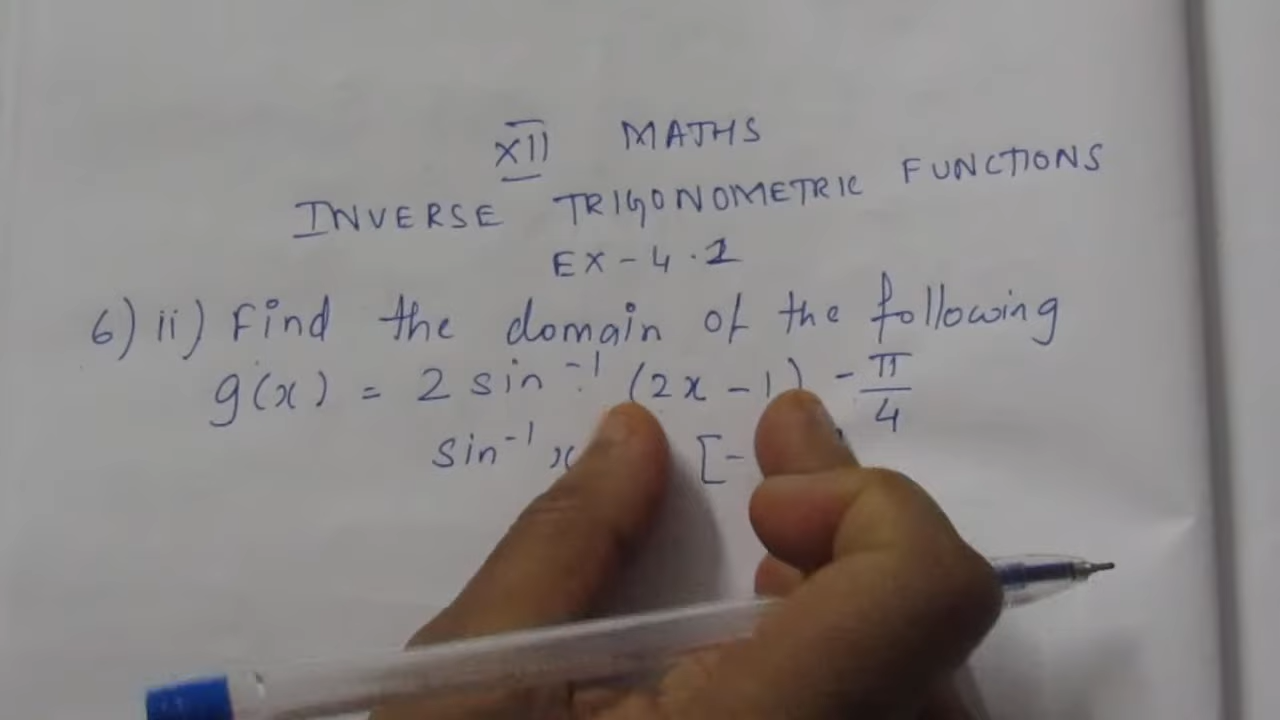 XII MATHS
INVERSE TRIGONOMETRIC FUNCTIONS
EX - 4.1
6) ii) Find the domain of the following
g(x) = 2 sin⁻¹ (2x - 1) - π/4
sin⁻¹ x [-